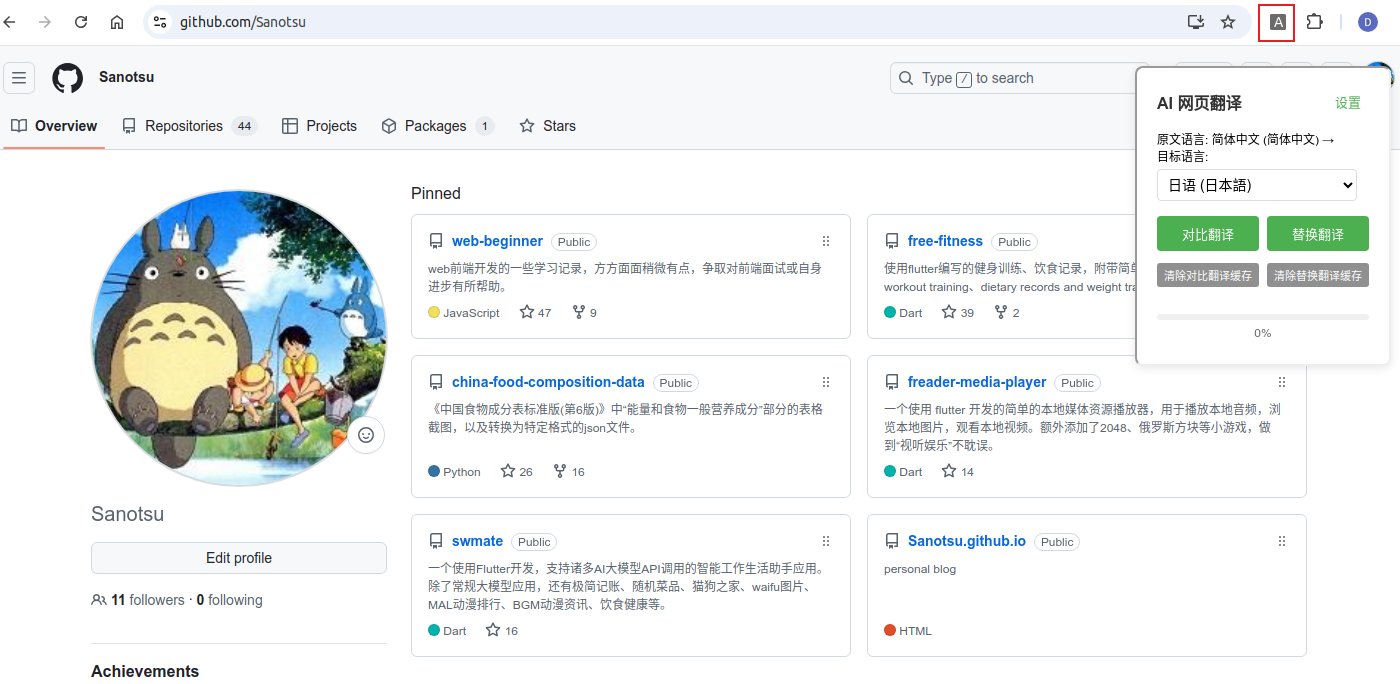 github.com/Sanotsu
A
D
Sanotsu
Type / to search
Overview
Repositories 44
Projects
Packages 1
Stars
AI 网页翻译
设置
原文语言: 简体中文 (简体中文) →
目标语言:
日语 (日本語)
对比翻译
替换翻译
清除对比翻译缓存
清除替换翻译缓存
0%
Pinned
web-beginner Public
web前端开发的一些学习记录，方方面面稍微有点，争取对前端面试或自身
进步有所帮助。
JavaScript 47 9
free-fitness Public
使用flutter编写的健身训练、饮食记录，附带简单
workout training、dietary records and weight
Dart 39 2
china-food-composition-data Public
《中国食物成分表标准版(第6版)》中“能量和食物一般营养成分”部分的表格
截图，以及转换为特定格式的json文件。
Python 26 16
freader-media-player Public
一个使用 flutter 开发的简单的本地媒体资源播放器，用于播放本地音频，浏
览本地图片，观看本地视频。额外添加了2048、俄罗斯方块等小游戏，做
到“视听娱乐”不耽误。
Dart 14
swmate Public
一个使用Flutter开发，支持诸多AI大模型API调用的智能工作生活助手应用。
除了常规大模型应用，还有极简记账、随机菜品、猫狗之家、waifu图片、
MAL动漫排行、BGM动漫资讯、饮食健康等。
Dart 16
Sanotsu.github.io Public
personal blog
HTML
Sanotsu
Edit profile
11 followers · 0 following
Achievements